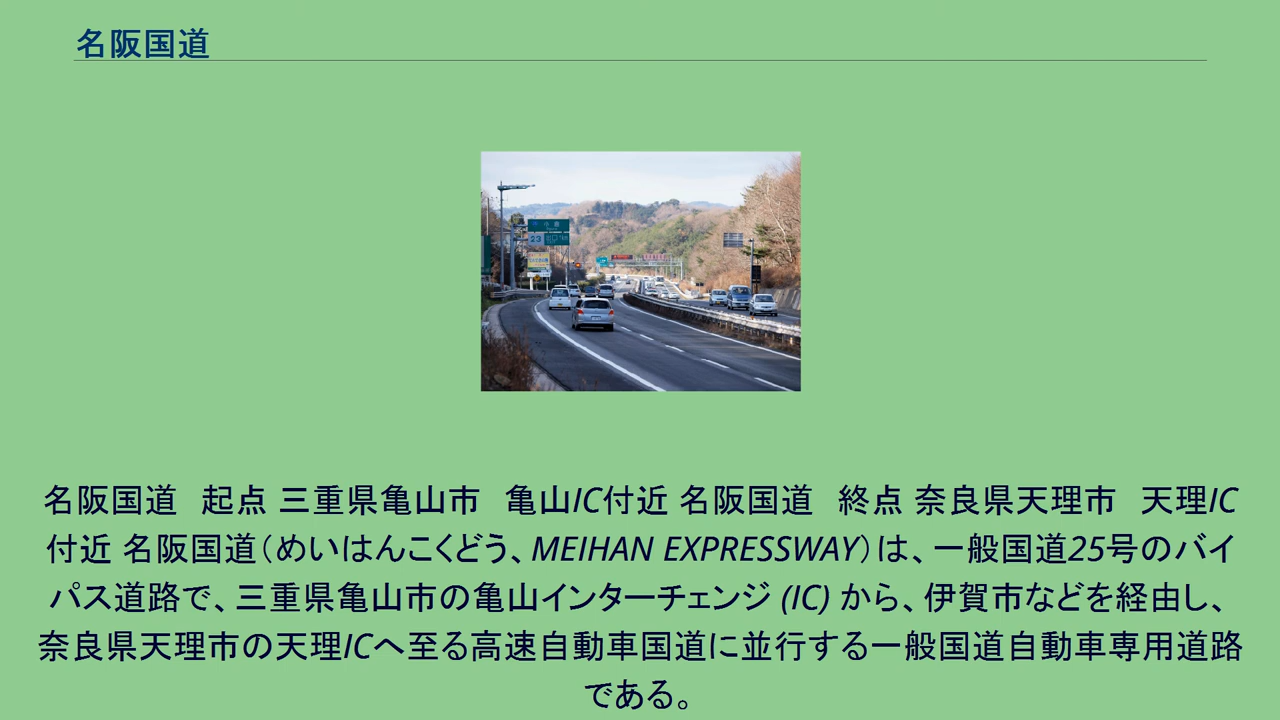 名阪国道
23
名阪国道　起点 三重県亀山市　亀山IC付近 名阪国道　終点 奈良県天理市　天理IC
付近 名阪国道（めいはんこくどう、MEIHAN EXPRESSWAY）は、一般国道25号のバイ
パス道路で、三重県亀山市の亀山インターチェンジ (IC) から、伊賀市などを経由し、
奈良県天理市の天理ICへ至る高速自動車国道に並行する一般国道自動車専用道路
である。